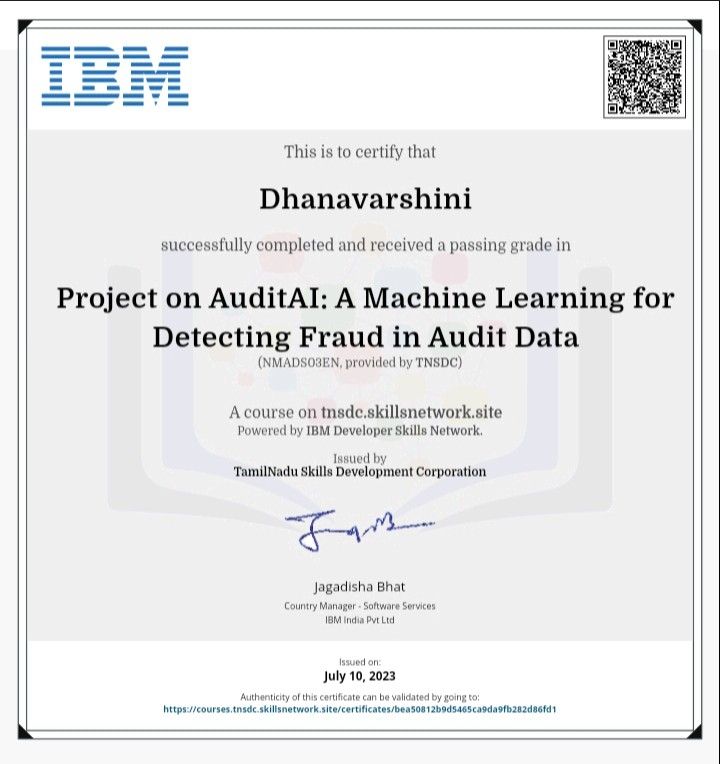 IBM
This is to certify that
Dhanavarshini
successfully completed and received a passing grade in
Project on AuditAI: A Machine Learning for
Detecting Fraud in Audit Data
(NMADS03EN, provided by TNSDC)
A course on tnsdc.skillsnetwork.site
Powered by IBM Developer Skills Network.
Issued by
TamilNadu Skills Development Corporation
Jagadisha Bhat
Country Manager - Software Services
IBM India Pvt Ltd
Issued on:
July 10, 2023
Authenticity of this certificate can be validated by going to:
https://courses.tnsdc.skillsnetwork.site/certificates/bea50812b9d5465ca9da9fb282d86fd1